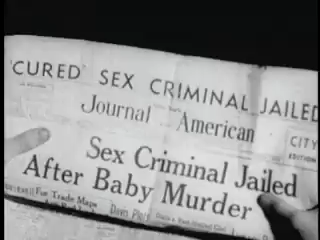 'CURED' SEX CRIMINAL JAILED
Journal American
CITY
EDITION
Sex Criminal Jailed
After Baby Murder
For Trade Maps